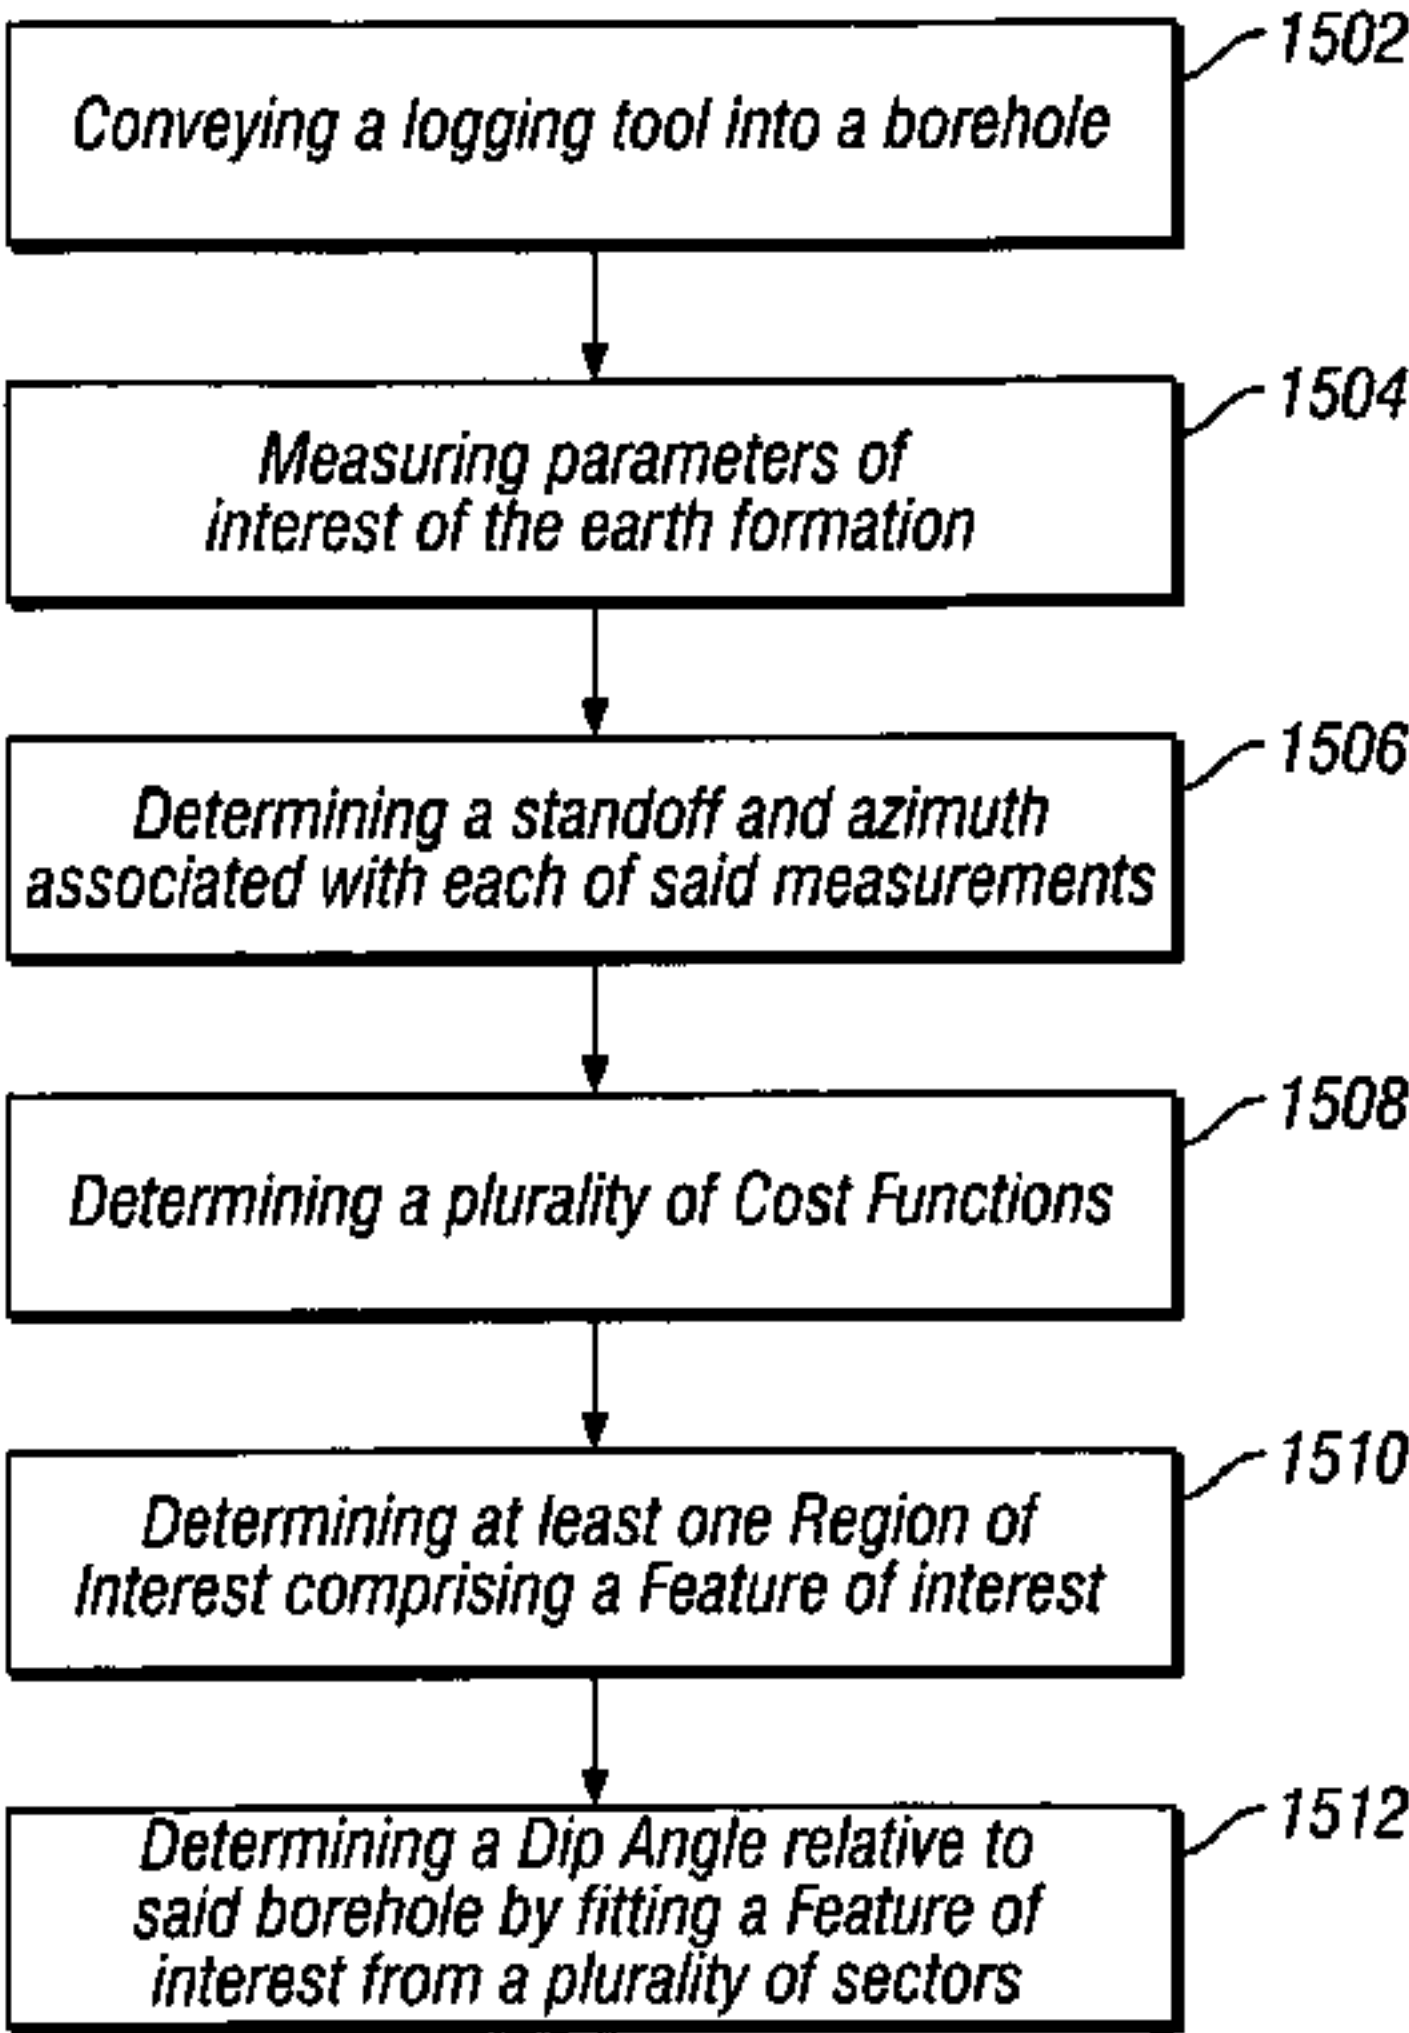 1502
Conveying a logging tool into a borehole
1504
Measuring parameters of
interest of the earth formation
1506
Determining a standoff and azimuth
associated with each of said measurements
1508
Determining a plurality of Cost Functions
1510
Determining at least one Region of
Interest comprising a Feature of interest
1512
Determining a Dip Angle relative to
said borehole by fitting a Feature of
interest from a plurality of sectors